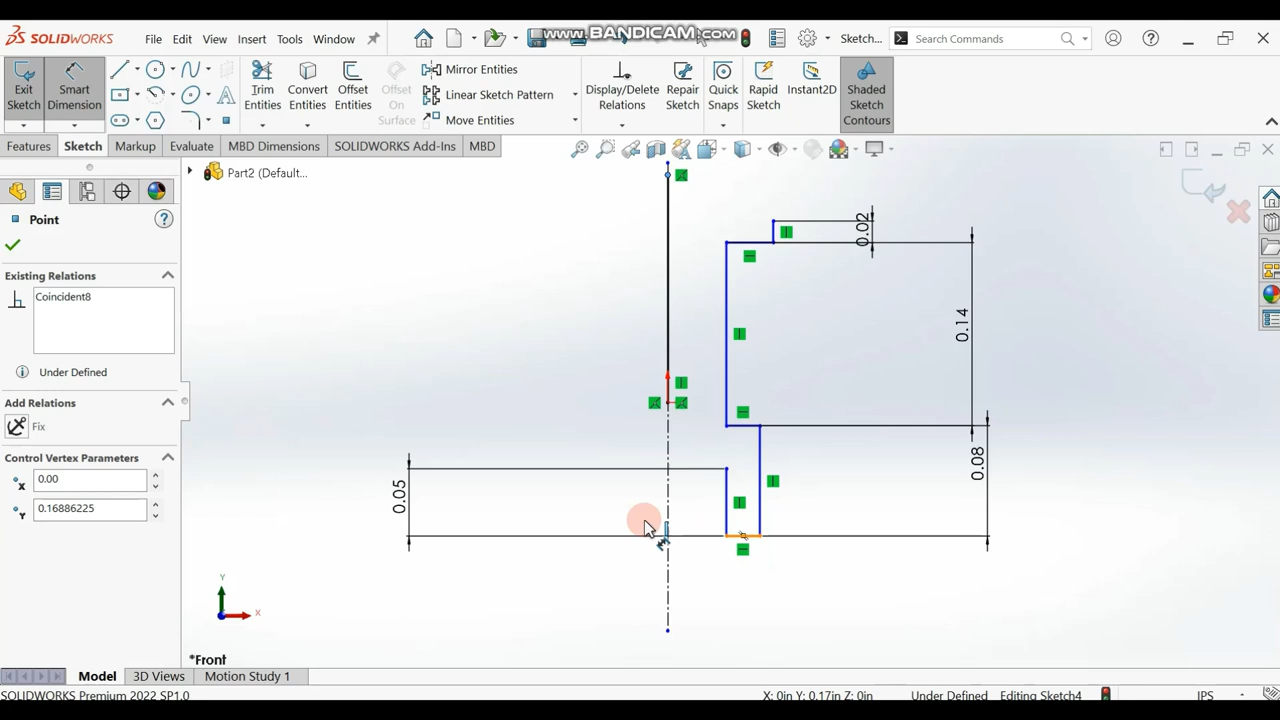 www.BANDICAM.com
SOLIDWORKS File Edit View Insert Tools Window Sketch... Search Commands
Exit Sketch
Smart Dimension
Trim Entities
Convert Entities
Offset Entities
Offset On Surface
Mirror Entities
Linear Sketch Pattern
Move Entities
Display/Delete Relations
Repair Sketch
Quick Snaps
Rapid Sketch
Instant2D
Shaded Sketch Contours
Features Sketch Markup Evaluate MBD Dimensions SOLIDWORKS Add-Ins MBD
Part2 (Default...
Point
Existing Relations
Coincident8
Under Defined
Add Relations
Fix
Control Vertex Parameters
0.00
0.16886225
0.02
0.14
0.08
0.05
Y
X
*Front
Model 3D Views Motion Study 1
SOLIDWORKS Premium 2022 SP1.0 X: 0in Y: 0.17in Z: 0in Under Defined Editing Sketch4 IPS